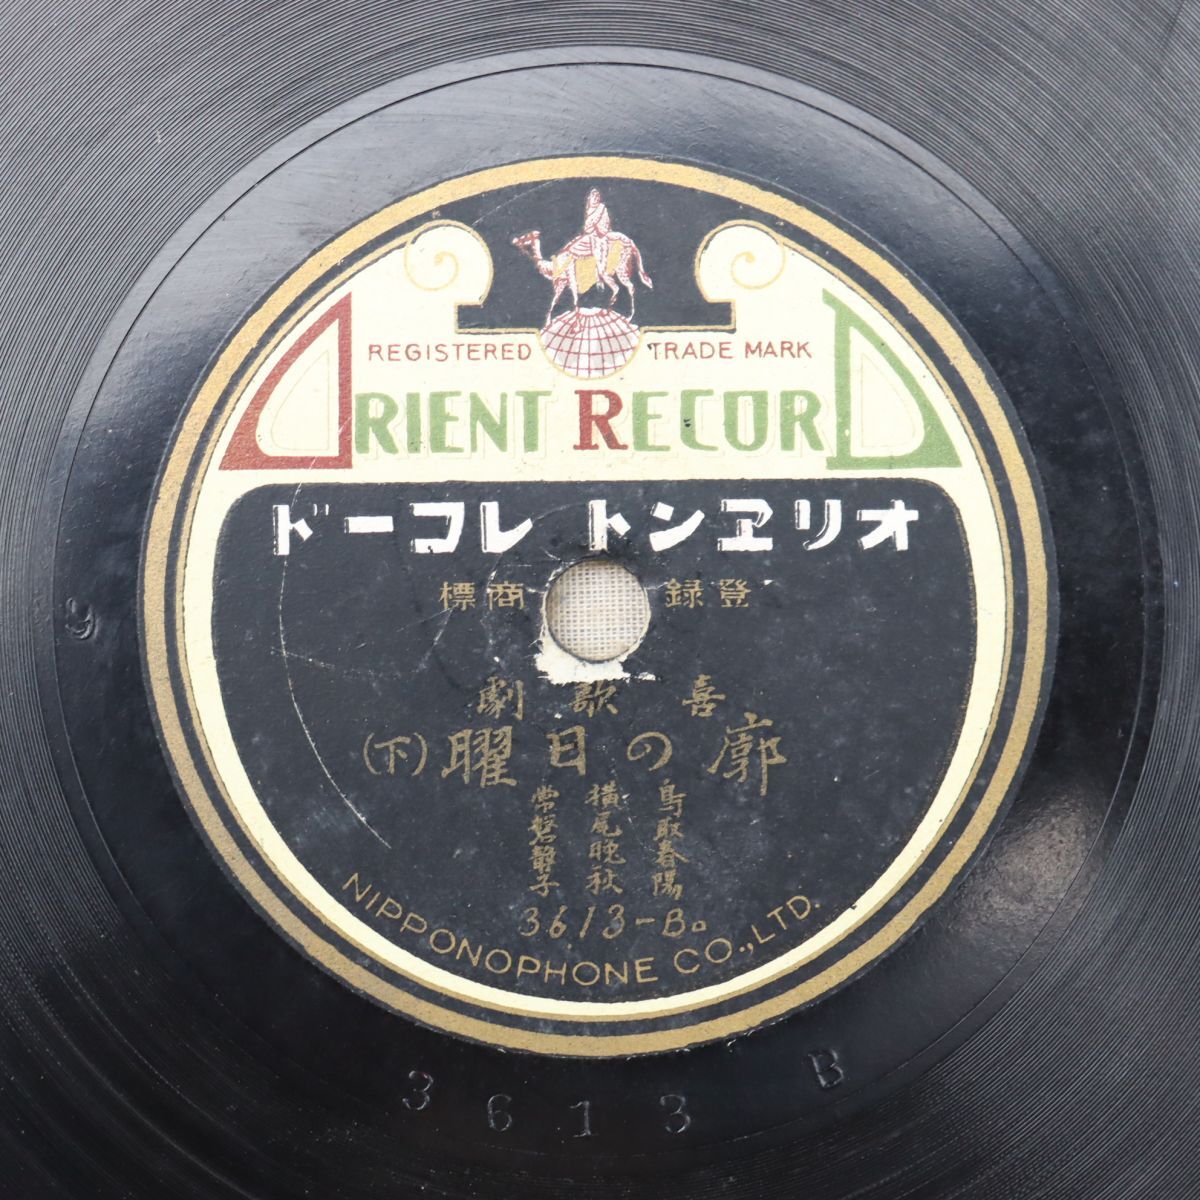 REGISTERED TRADE MARK
ORIENT RECORD
オリヱント レコード
登録商標
喜歌劇
廓の日曜(下)
鳥取春陽
横尾晩秋
常磐静子
3613-B.
NIPPONOPHONE CO.,LTD.
3613 B